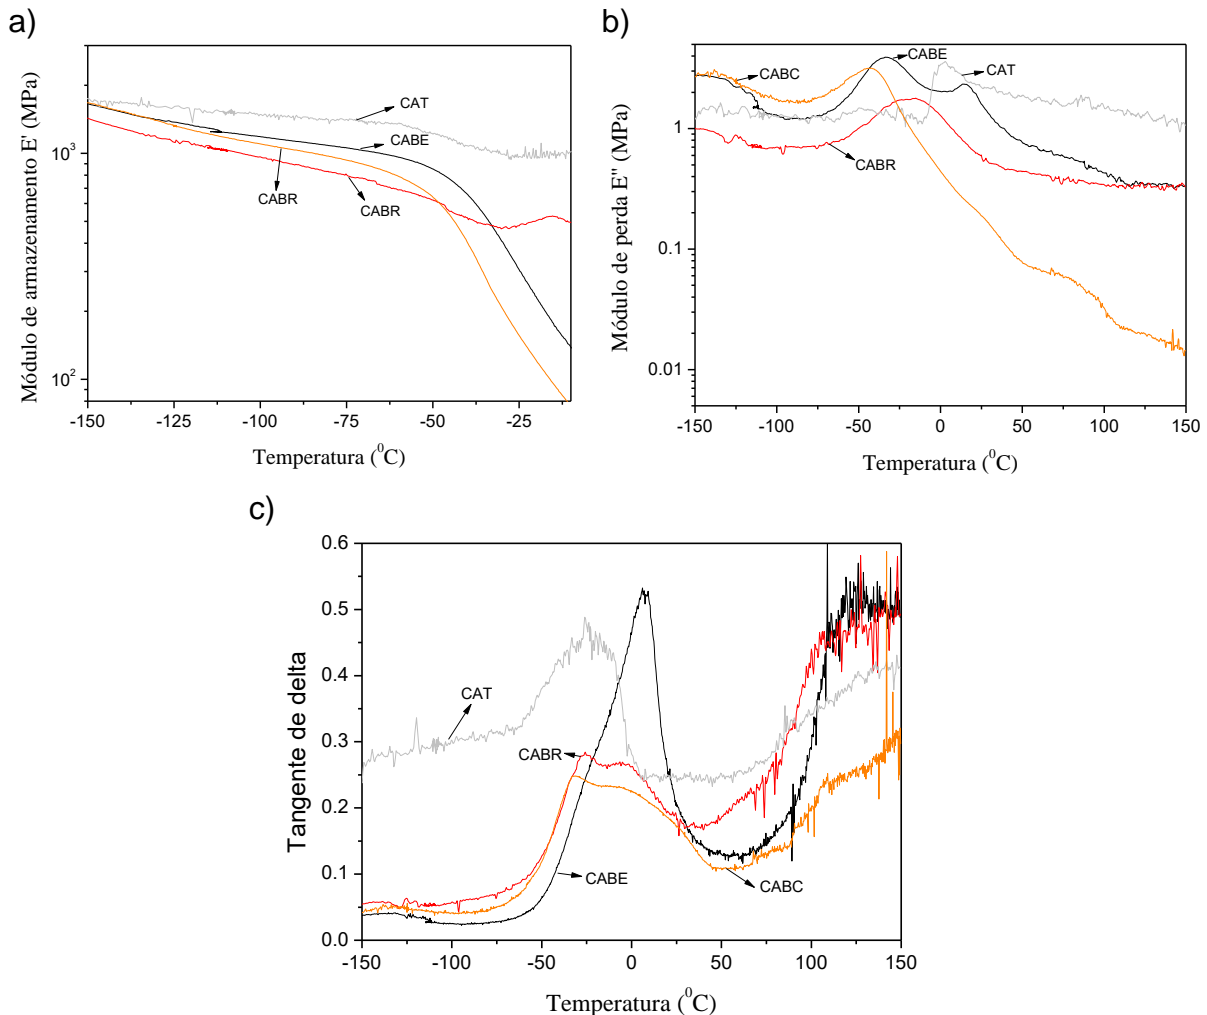 a)
Módulo de armazenamento E' (MPa)
10³
10²
CAT
CABE
CABR
CABR
-150 -125 -100 -75 -50 -25
Temperatura (⁰C)
b)
Módulo de perda E'' (MPa)
1
0.1
0.01
CABC
CABE
CAT
CABR
-150 -100 -50 0 50 100 150
Temperatura (⁰C)
c)
Tangente de delta
0.6
0.5
0.4
0.3
0.2
0.1
0.0
CAT
CABR
CABE
CABC
-150 -100 -50 0 50 100 150
Temperatura (⁰C)